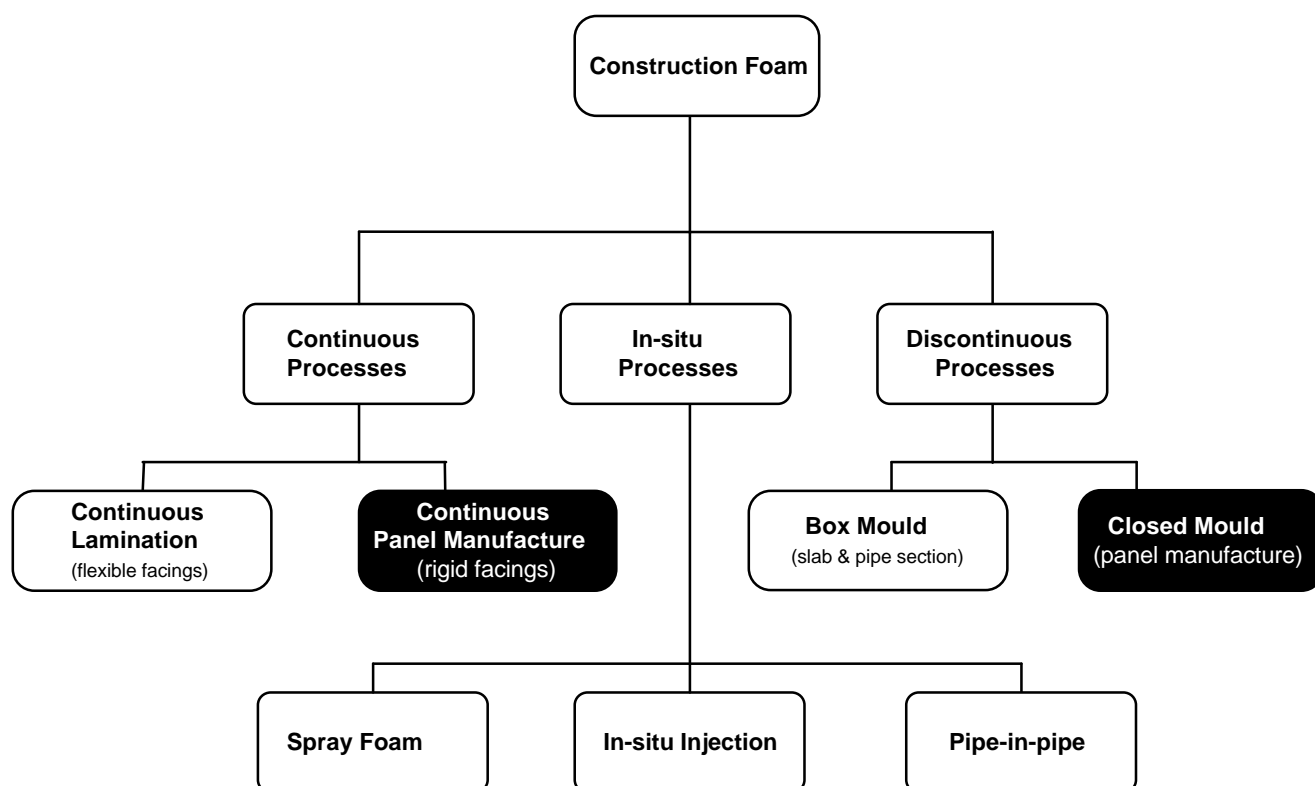 Construction Foam
Continuous
Processes
In-situ
Processes
Discontinuous
Processes
Continuous
Lamination
(flexible facings)
Continuous
Panel Manufacture
(rigid facings)
Box Mould
(slab & pipe section)
Closed Mould
(panel manufacture)
Spray Foam
In-situ Injection
Pipe-in-pipe